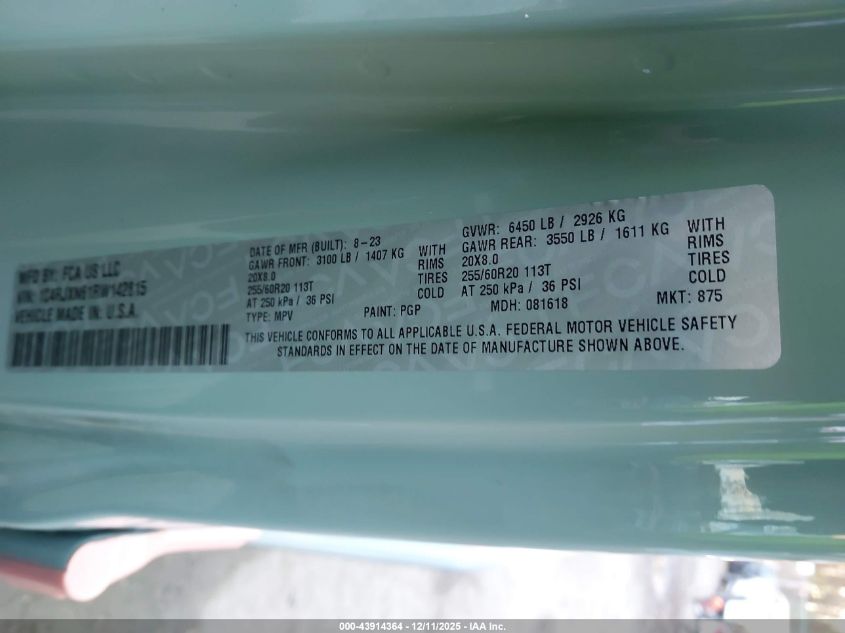 MFD BY: FCA US LLC
VIN: 1C4RJXN61RW142615
VEHICLE MADE IN: U.S.A.
DATE OF MFR (BUILT): 8-23
GAWR FRONT: 3100 LB / 1407 KG WITH
20X8.0 RIMS
255/60R20 113T TIRES
AT 250 kPa / 36 PSI COLD
TYPE: MPV PAINT: PGP
GVWR: 6450 LB / 2926 KG
GAWR REAR: 3550 LB / 1611 KG WITH
20X8.0 RIMS
255/60R20 113T TIRES
AT 250 kPa / 36 PSI COLD
MDH: 081618 MKT: 875
THIS VEHICLE CONFORMS TO ALL APPLICABLE U.S.A. FEDERAL MOTOR VEHICLE SAFETY
STANDARDS IN EFFECT ON THE DATE OF MANUFACTURE SHOWN ABOVE.
000-43914364 - 12/11/2025 - IAA Inc.